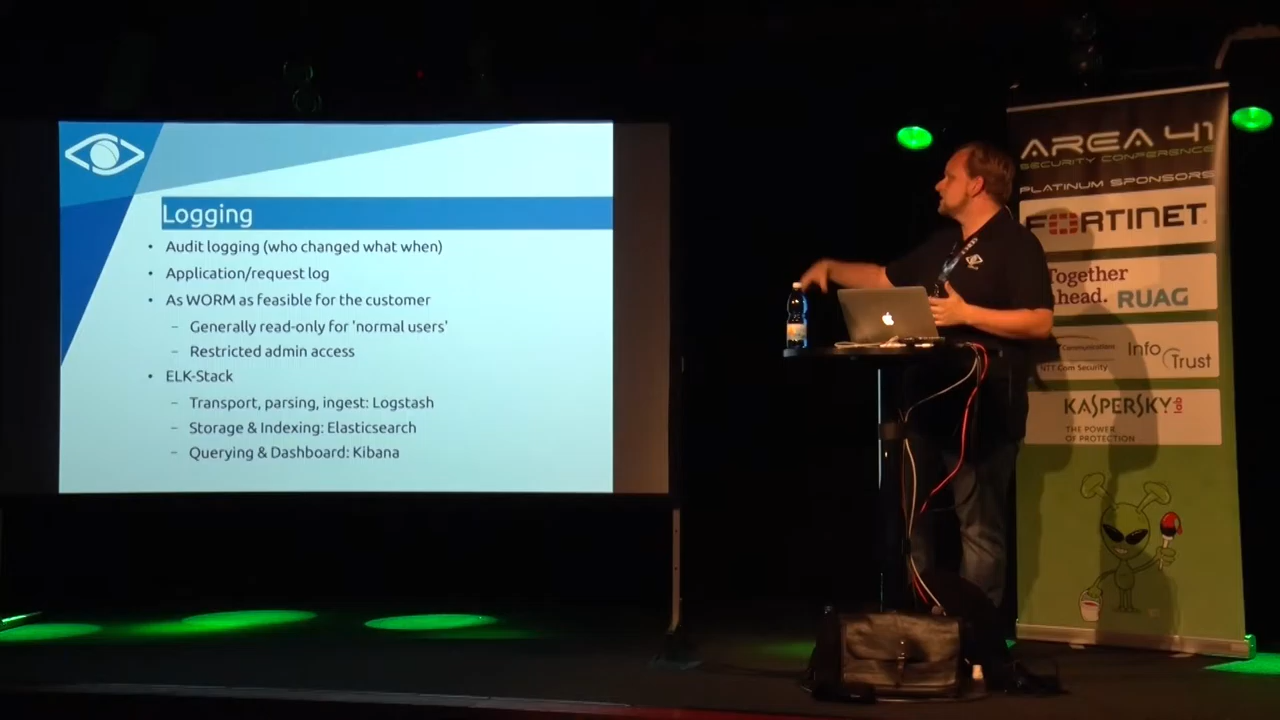 Logging
• Audit logging (who changed what when)
• Application/request log
• As WORM as feasible for the customer
– Generally read-only for 'normal users'
– Restricted admin access
• ELK-Stack
– Transport, parsing, ingest: Logstash
– Storage & Indexing: Elasticsearch
– Querying & Dashboard: Kibana
AREA 41
SECURITY CONFERENCE
PLATINUM SPONSORS
FORTINET
Together
ahead. RUAG
Communications
NTT Com Security
Info
Trust
KASPERSKY lab
THE POWER
OF PROTECTION